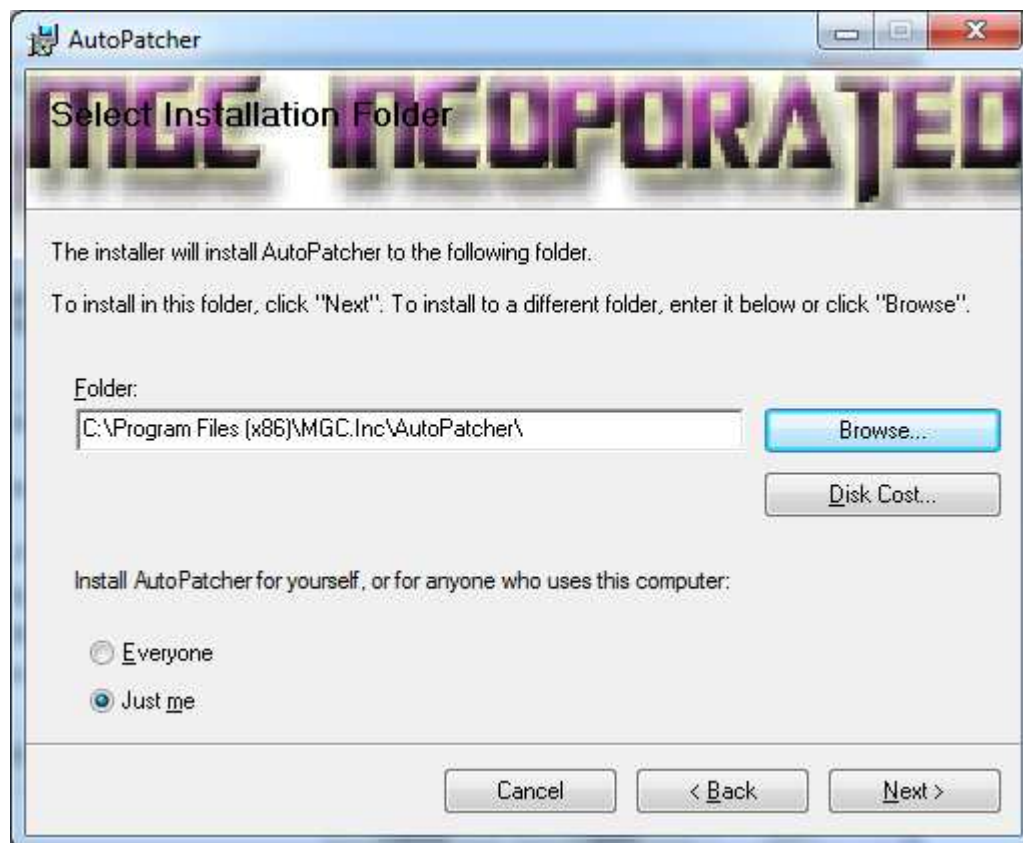 AutoPatcher
MGC INCOPORATED
Select Installation Folder
The installer will install AutoPatcher to the following folder.
To install in this folder, click "Next". To install to a different folder, enter it below or click "Browse".
Folder:
C:\Program Files (x86)\MGC.Inc\AutoPatcher\
Browse...
Disk Cost...
Install AutoPatcher for yourself, or for anyone who uses this computer:
Everyone
Just me
Cancel
< Back
Next >